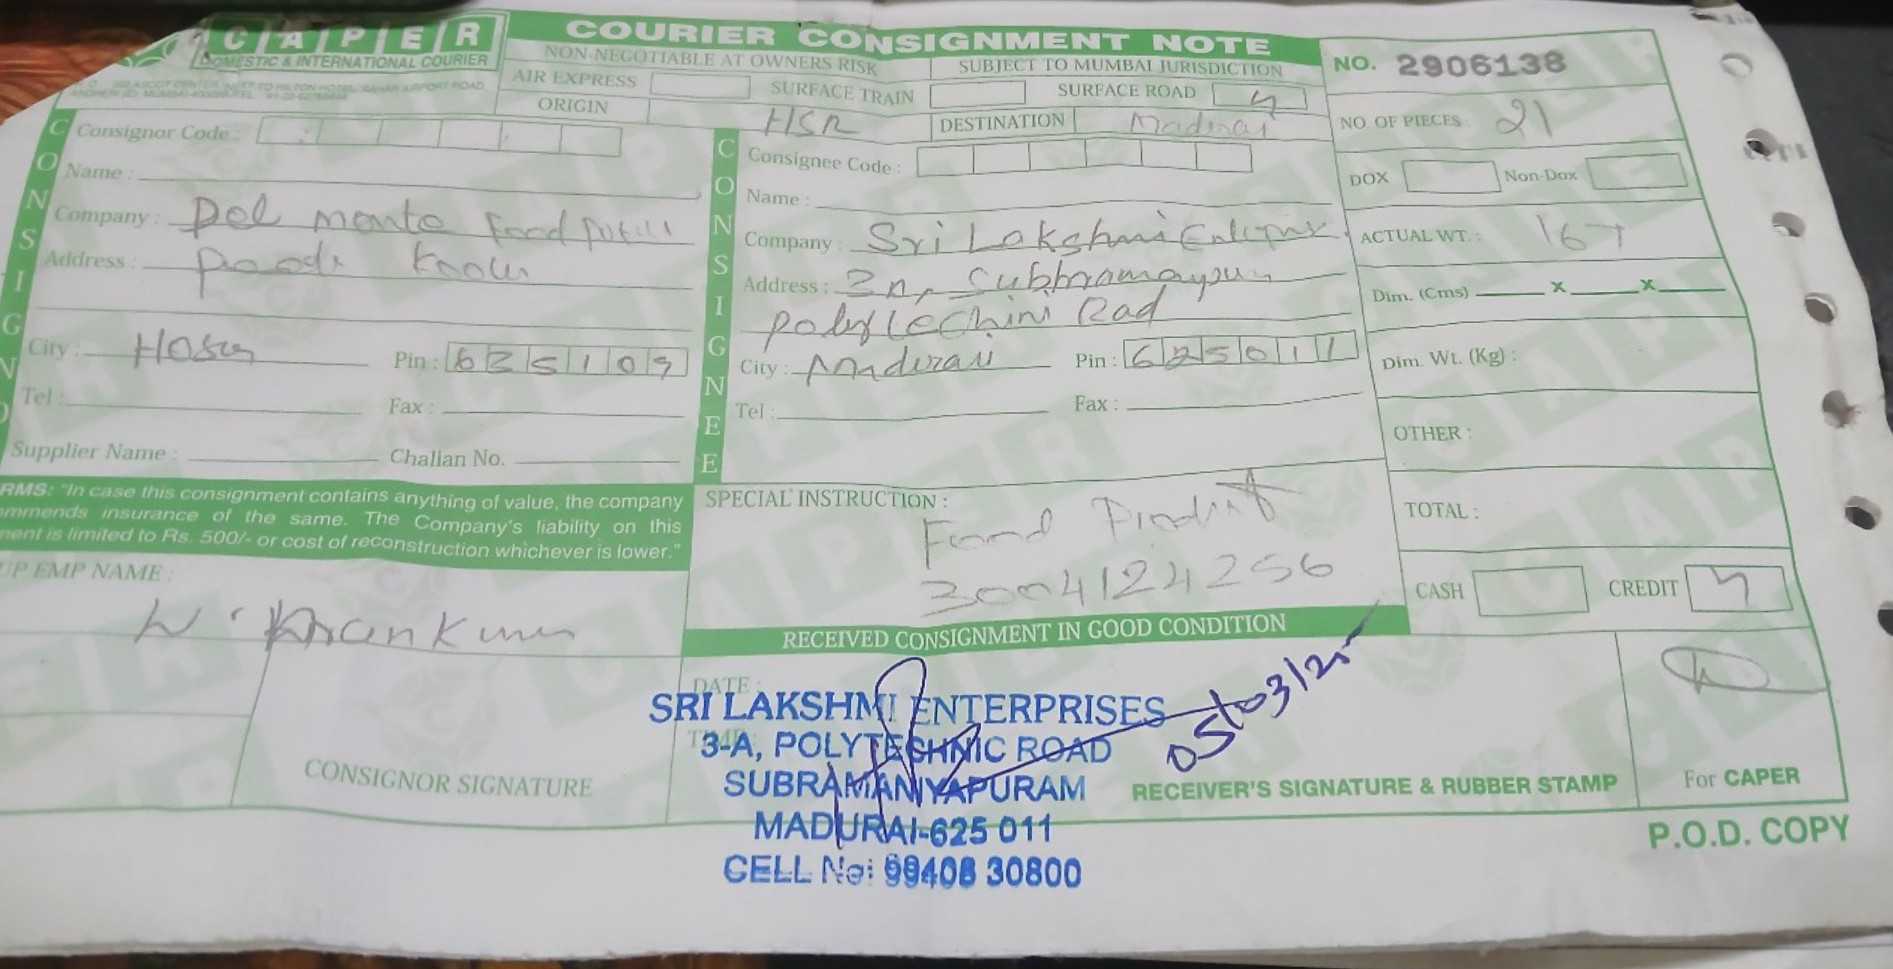 CAPER
DOMESTIC & INTERNATIONAL COURIER
COURIER CONSIGNMENT NOTE
NON-NEGOTIABLE AT OWNERS RISK
SUBJECT TO MUMBAI JURISDICTION
NO. 2906138
AIR EXPRESS
SURFACE TRAIN
SURFACE ROAD
ORIGIN HSR
DESTINATION Madurai
NO OF PIECES 21
CONSIGNO
Consignor Code :
Name :
Company : Del monte Food
Address :
City : Hosur
Pin : 635109
Tel :
Fax :
Supplier Name :
Challan No.
CONSIGNEE
Consignee Code :
Name :
Company : Sri Lakshmi
Address :
City : Madurai
Pin : 625011
Tel :
Fax :
DOX
Non-Dox
ACTUAL WT. : 167
Dim. (Cms) x x
Dim. Wt. (Kg) :
OTHER :
TOTAL :
CASH
CREDIT
RMS: "In case this consignment contains anything of value, the company
ommends insurance of the same. The Company's liability on this
ment is limited to Rs. 500/- or cost of reconstruction whichever is lower."
SPECIAL INSTRUCTION :
Food Product
3004124256
UP EMP NAME :
CONSIGNOR SIGNATURE
RECEIVED CONSIGNMENT IN GOOD CONDITION
DATE :
TIME :
SRI LAKSHMI ENTERPRISES
3-A, POLYTECHNIC ROAD
SUBRAMANIYAPURAM
MADURAI-625 011
CELL No: 99408 30800
05/03/25
RECEIVER'S SIGNATURE & RUBBER STAMP
For CAPER
P.O.D. COPY